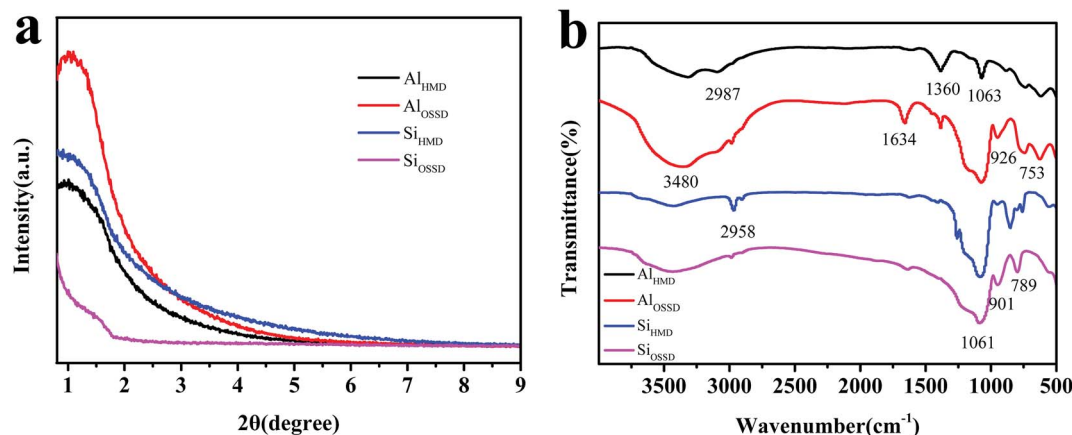 a
Intensity(a.u.)
Al_HMD
Al_OSSD
Si_HMD
Si_OSSD
1 2 3 4 5 6 7 8 9
2θ(degree)
b
Transmittance(%)
2987
1360
1063
1634
3480
926
753
2958
789
901
1061
Al_HMD
Al_OSSD
Si_HMD
Si_OSSD
3500 3000 2500 2000 1500 1000 500
Wavenumber(cm⁻¹)